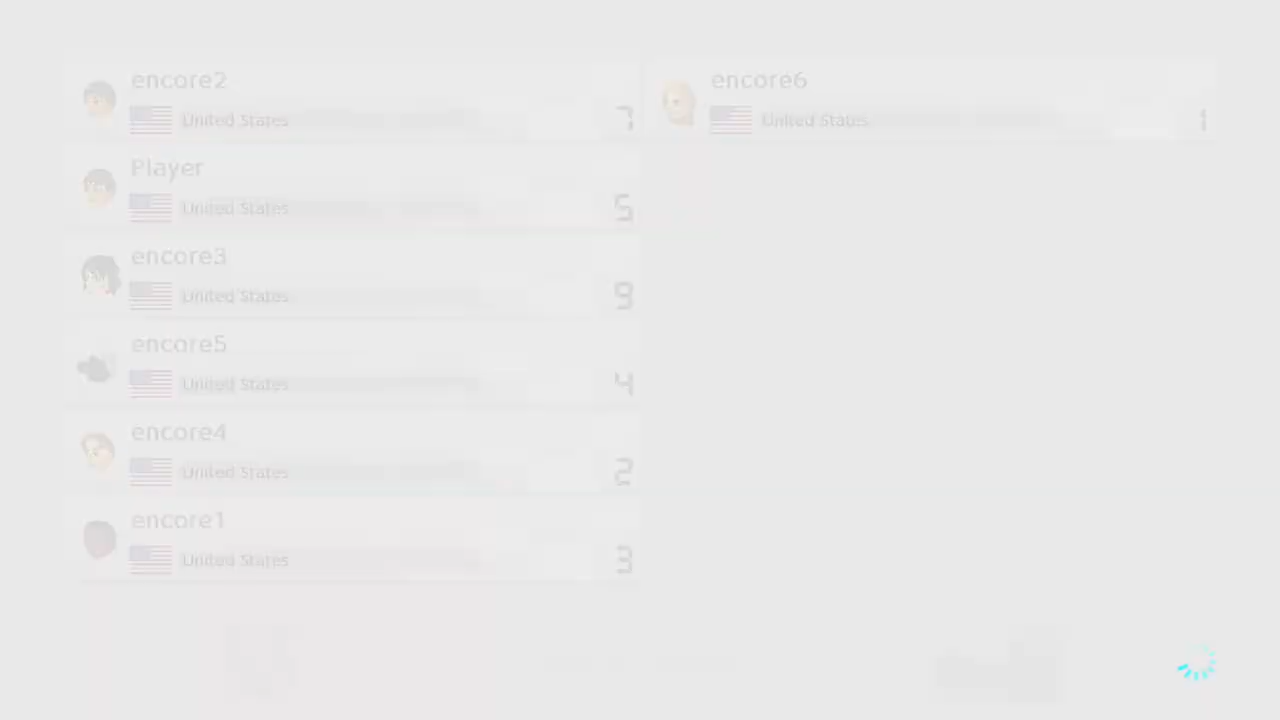 encore2
United States 7
Player
United States 5
encore3
United States 9
encore5
United States 4
encore4
United States 2
encore1
United States 3
encore6
United States 1